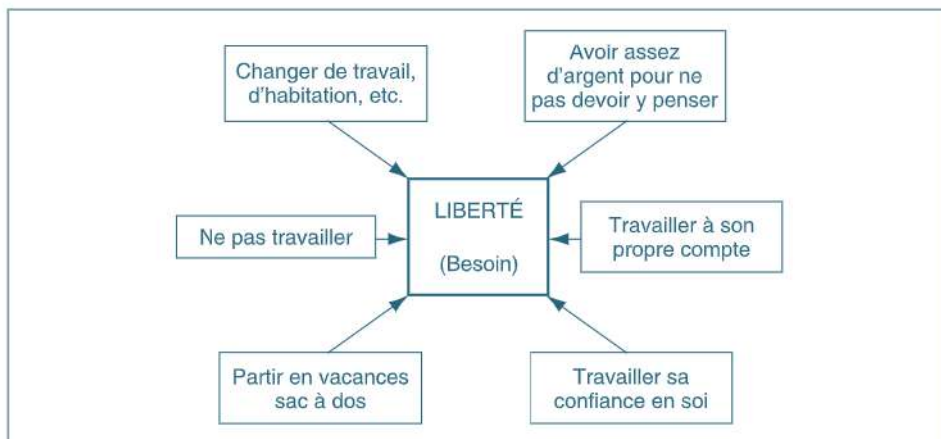 Changer de travail,
d'habitation, etc.
Avoir assez
d'argent pour ne
pas devoir y penser
LIBERTÉ
(Besoin)
Ne pas travailler
Travailler à son
propre compte
Partir en vacances
sac à dos
Travailler sa
confiance en soi